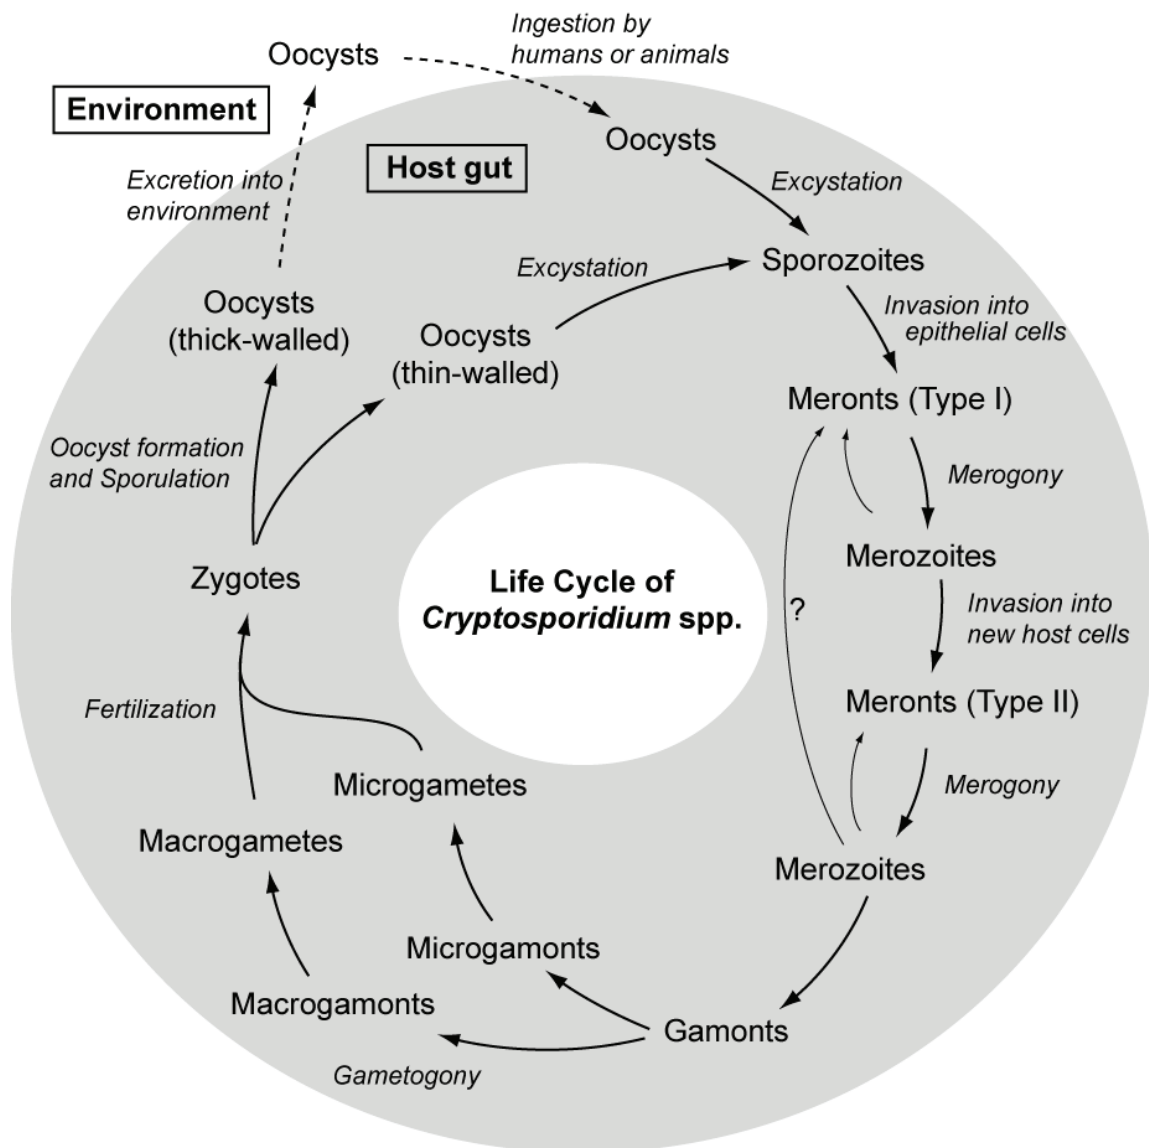 Ingestion by
humans or animals
Oocysts
Environment
Oocysts
Host gut
Excretion into
environment
Excystation
Sporozoites
Excystation
Oocysts
(thick-walled)
Oocysts
(thin-walled)
Invasion into
epithelial cells
Meronts (Type I)
Oocyst formation
and Sporulation
Merogony
Merozoites
Zygotes
Life Cycle of
Cryptosporidium spp.
?
Invasion into
new host cells
Meronts (Type II)
Fertilization
Microgametes
Merogony
Macrogametes
Merozoites
Microgamonts
Macrogamonts
Gamonts
Gametogony